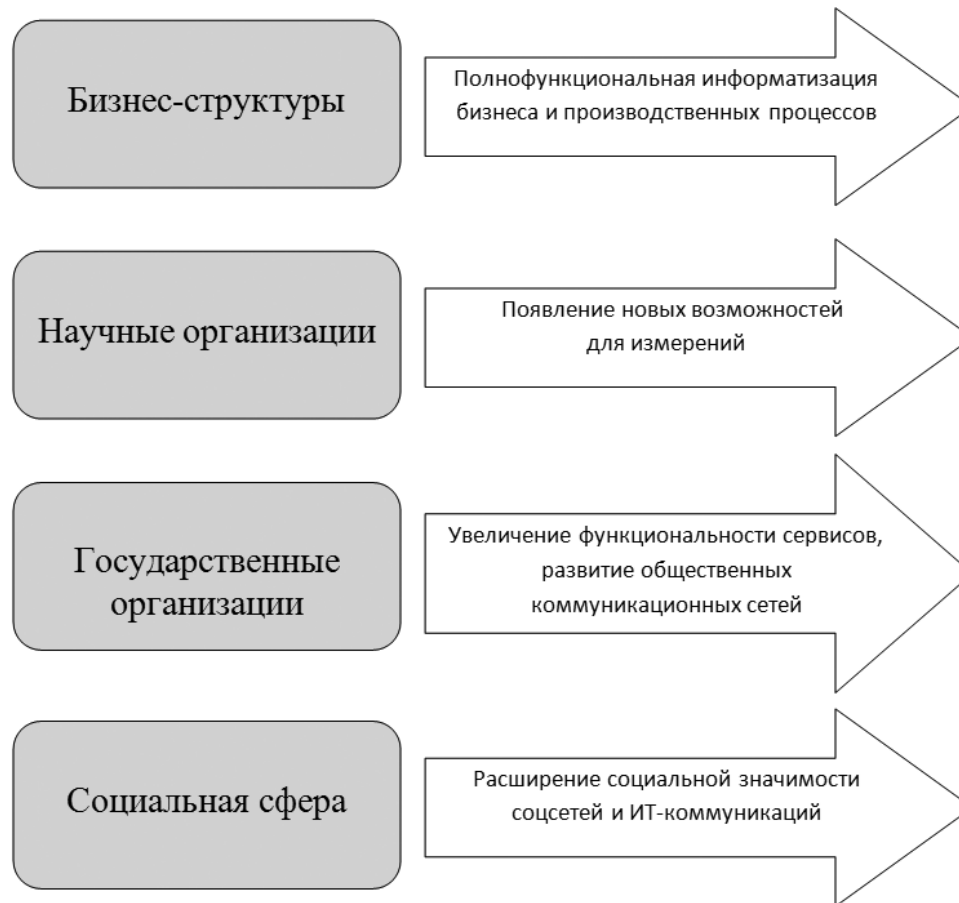 Бизнес-структуры
Полнофункциональная информатизация
бизнеса и производственных процессов
Научные организации
Появление новых возможностей
для измерений
Государственные
организации
Увеличение функциональности сервисов,
развитие общественных
коммуникационных сетей
Социальная сфера
Расширение социальной значимости
соцсетей и ИТ-коммуникаций